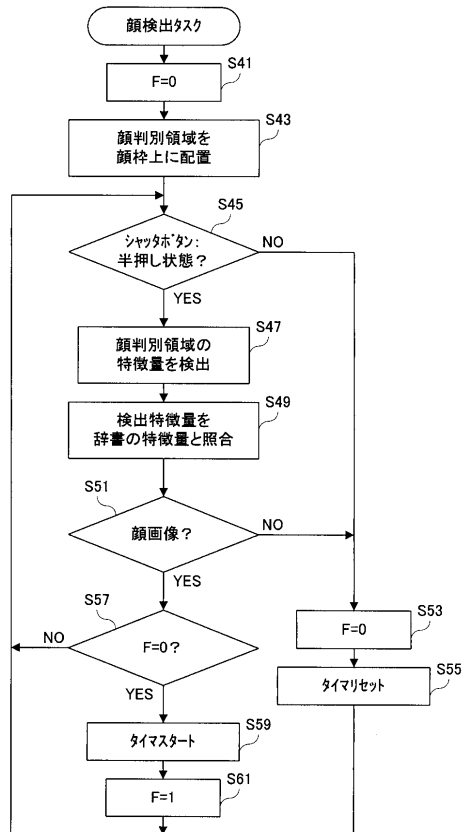 顔検出タスク
S41
F=0
S43
顔判別領域を
顔枠上に配置
S45
シャッタボタン:
半押し状態?
NO
YES
S47
顔判別領域の
特徴量を検出
S49
検出特徴量を
辞書の特徴量と照合
S51
顔画像?
NO
YES
S57
F=0?
NO
YES
S53
F=0
S55
タイマリセット
S59
タイマスタート
S61
F=1